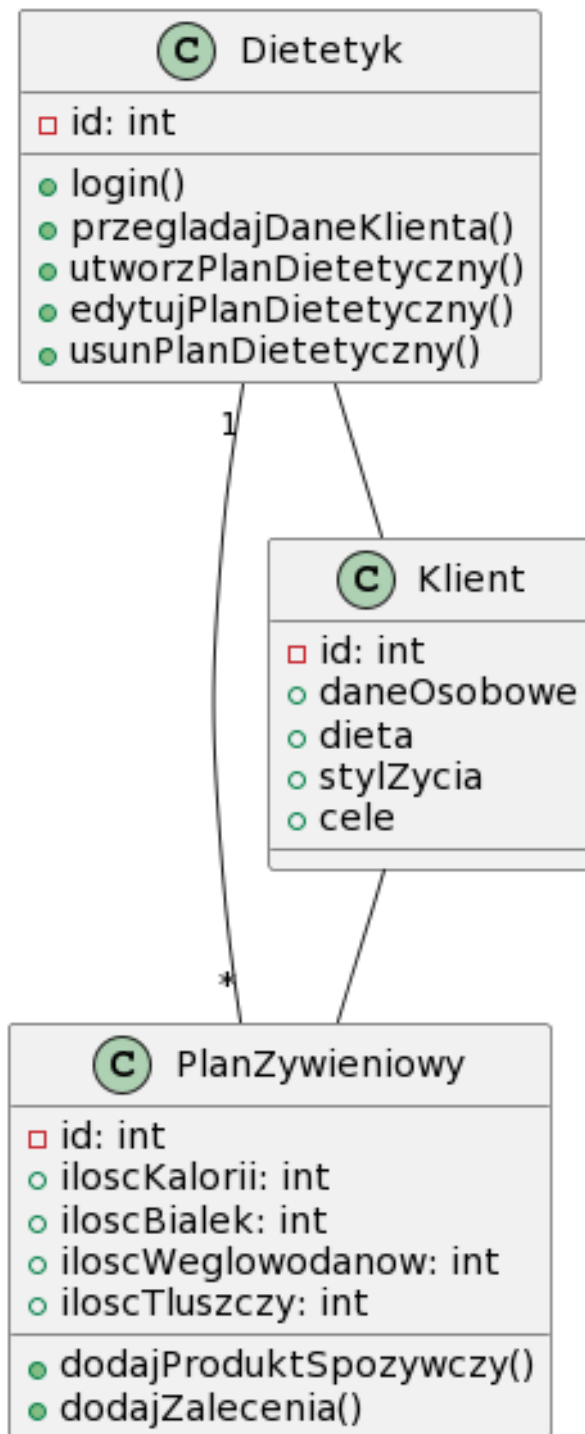 C Dietetyk
id: int
login()
przegladajDaneKlienta()
utworzPlanDietetyczny()
edytujPlanDietetyczny()
usunPlanDietetyczny()
1
C Klient
id: int
daneOsobowe
dieta
stylZycia
cele
*
C PlanZywieniowy
id: int
iloscKalorii: int
iloscBialek: int
iloscWeglowodanow: int
iloscTluszczy: int
dodajProduktSpozywczy()
dodajZalecenia()